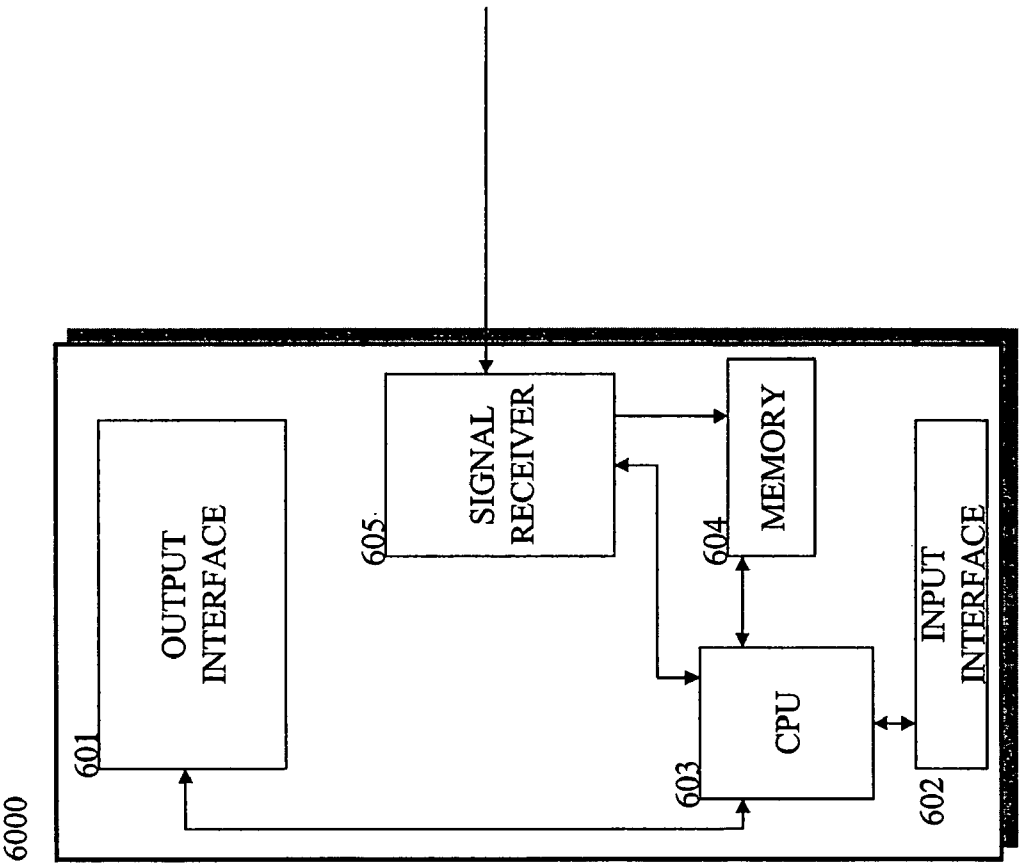 6000
601
OUTPUT
INTERFACE
605
SIGNAL
RECEIVER
603
CPU
604
MEMORY
602
INPUT
INTERFACE